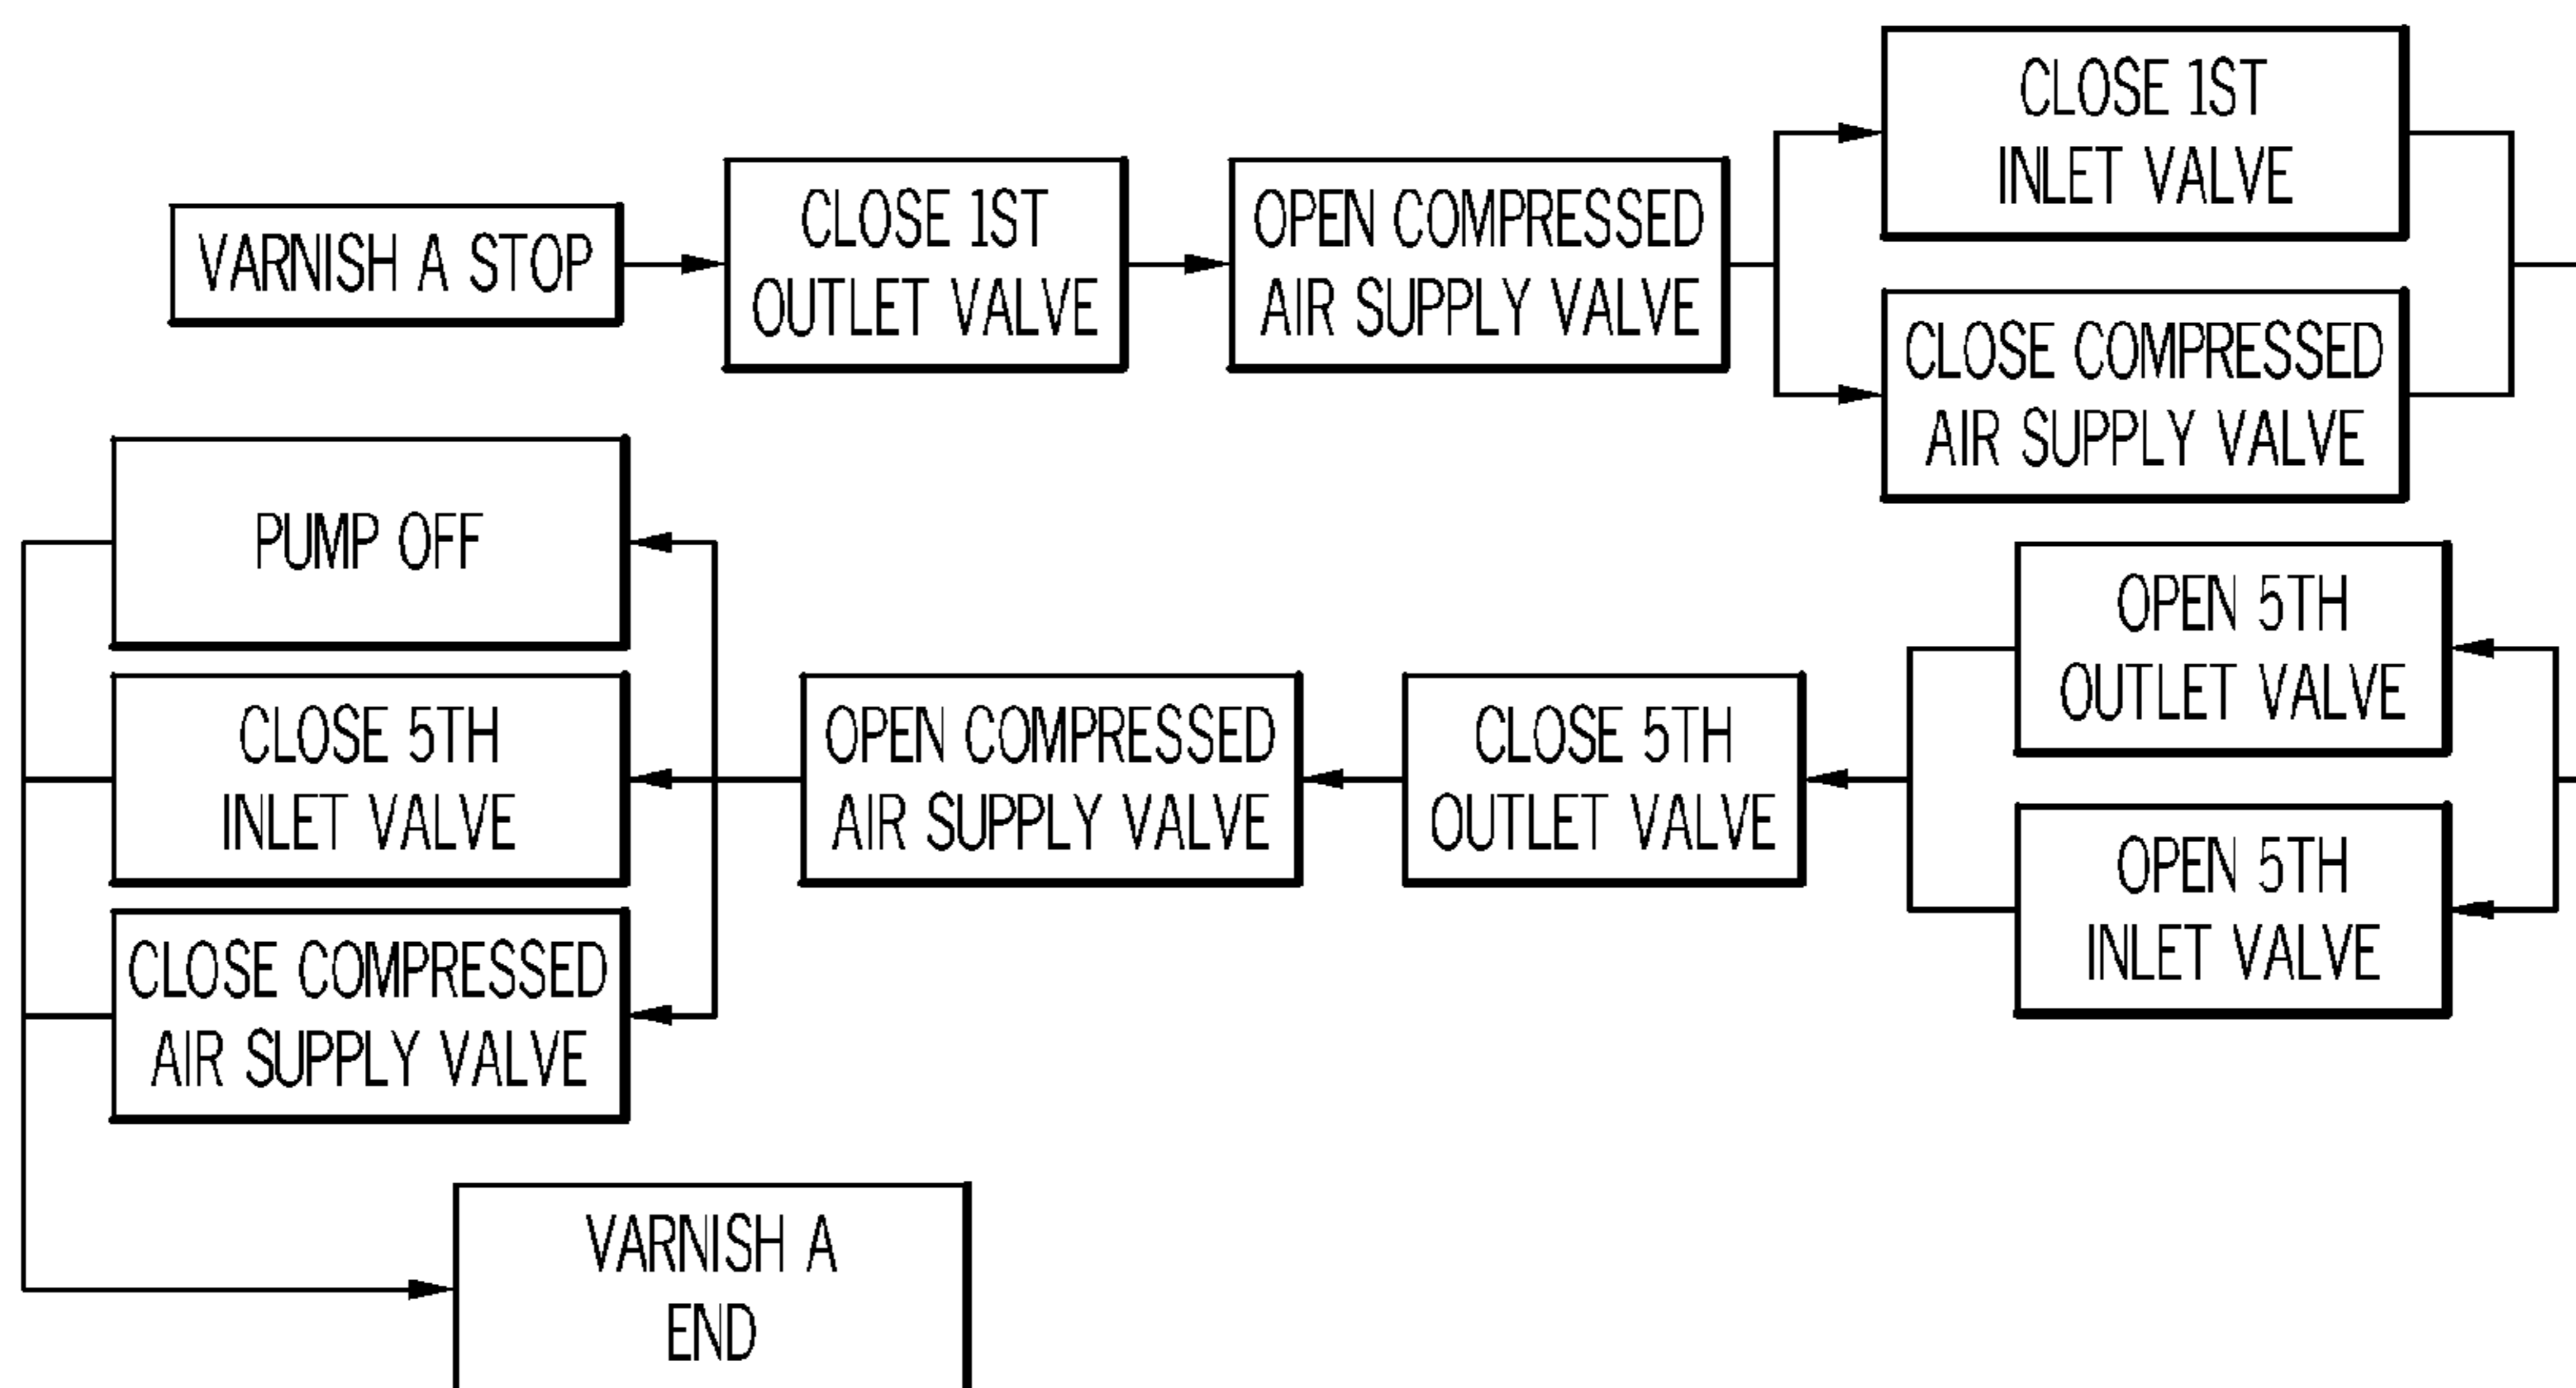 VARNISH A STOP
CLOSE 1ST
OUTLET VALVE
OPEN COMPRESSED
AIR SUPPLY VALVE
CLOSE 1ST
INLET VALVE
CLOSE COMPRESSED
AIR SUPPLY VALVE
OPEN 5TH
OUTLET VALVE
OPEN 5TH
INLET VALVE
CLOSE 5TH
OUTLET VALVE
OPEN COMPRESSED
AIR SUPPLY VALVE
PUMP OFF
CLOSE 5TH
INLET VALVE
CLOSE COMPRESSED
AIR SUPPLY VALVE
VARNISH A
END